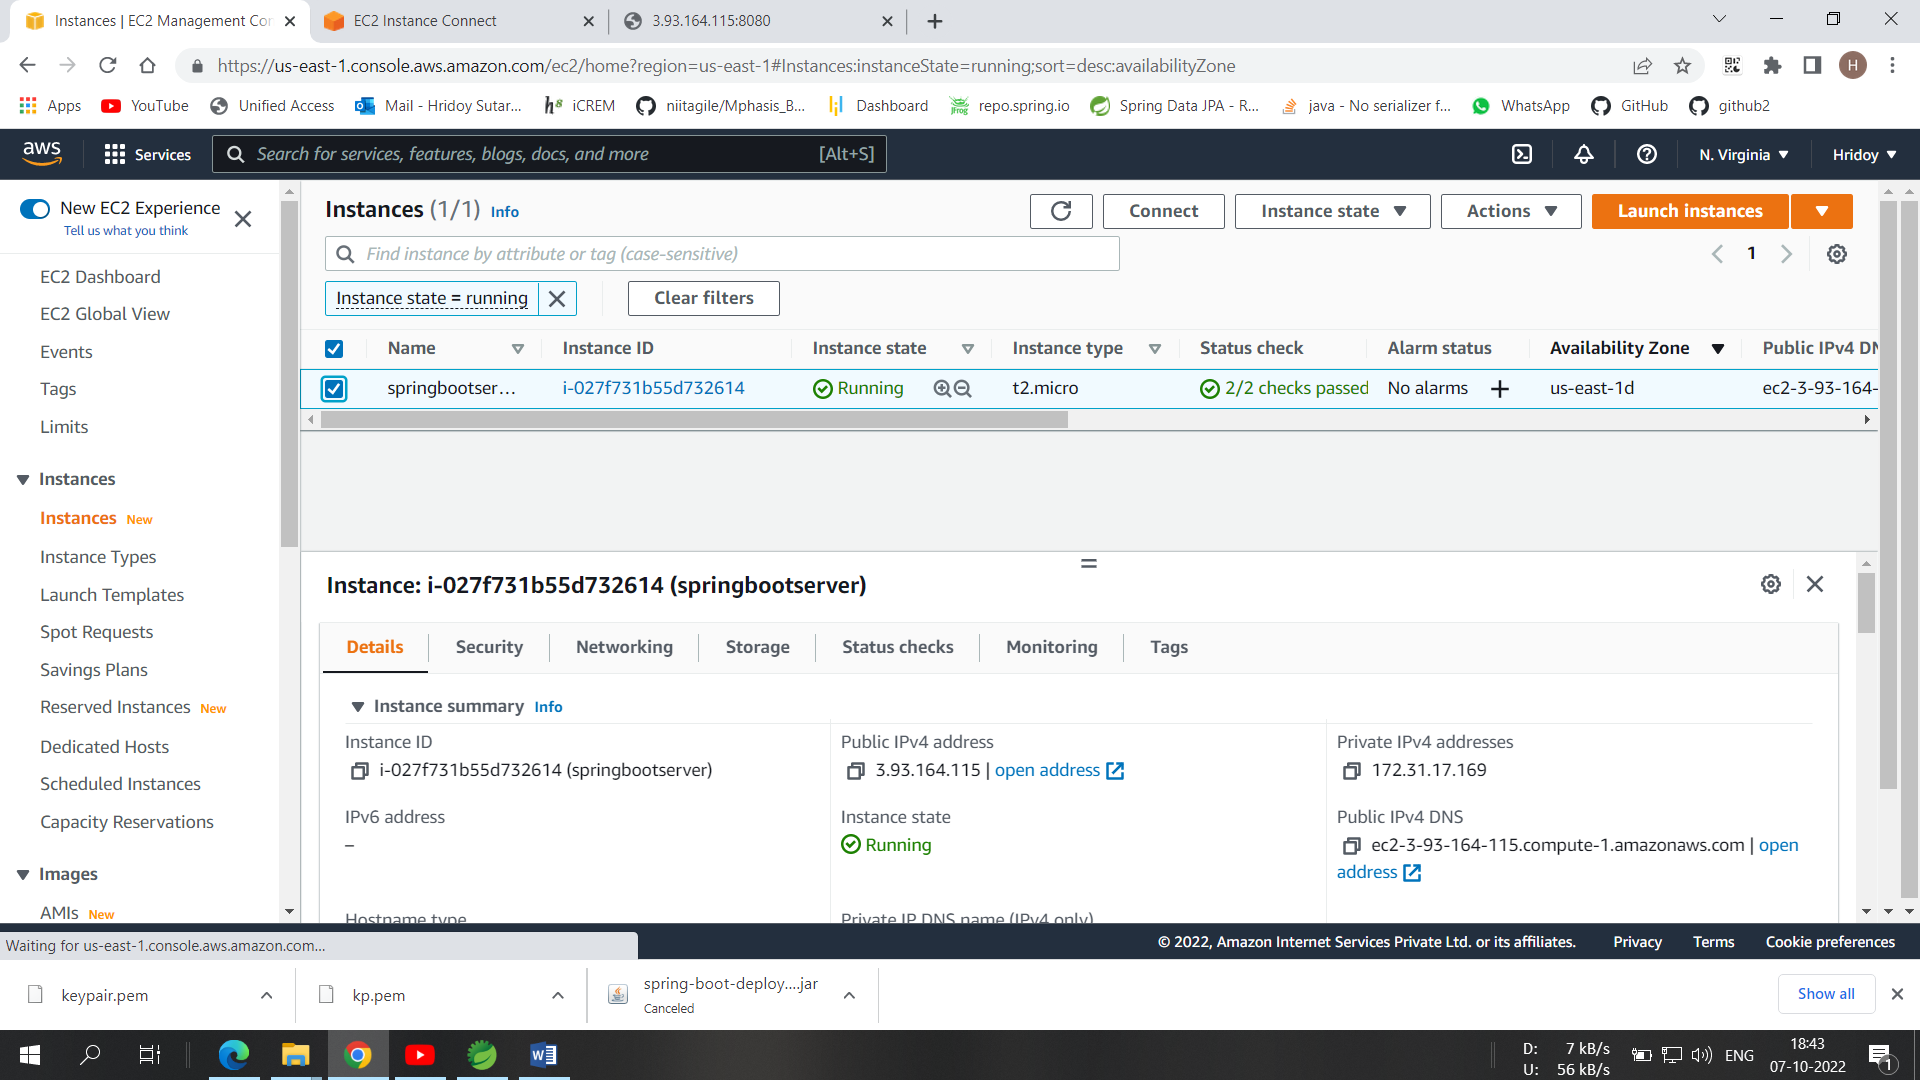 Instances | EC2 Management Con
EC2 Instance Connect
3.93.164.115:8080
https://us-east-1.console.aws.amazon.com/ec2/home?region=us-east-1#Instances:instanceState=running;sort=desc:availabilityZone
H
Apps
YouTube
Unified Access
Mail - Hridoy Sutar...
iCREM
niitagile/Mphasis_B...
Dashboard
repo.spring.io
Spring Data JPA - R...
java - No serializer f...
WhatsApp
GitHub
github2
aws
Services
Search for services, features, blogs, docs, and more
[Alt+S]
N. Virginia
Hridoy
New EC2 Experience
Tell us what you think
EC2 Dashboard
EC2 Global View
Events
Tags
Limits
Instances
Instances New
Instance Types
Launch Templates
Spot Requests
Savings Plans
Reserved Instances New
Dedicated Hosts
Scheduled Instances
Capacity Reservations
Images
AMIs New
Instances (1/1) Info
Connect
Instance state
Actions
Launch instances
Find instance by attribute or tag (case-sensitive)
1
Instance state = running
Clear filters
Name Instance ID Instance state Instance type Status check Alarm status Availability Zone Public IPv4 DN
springbootser... i-027f731b55d732614 Running t2.micro 2/2 checks passed No alarms + us-east-1d ec2-3-93-164-
Instance: i-027f731b55d732614 (springbootserver)
Details
Security
Networking
Storage
Status checks
Monitoring
Tags
Instance summary Info
Instance ID
i-027f731b55d732614 (springbootserver)
Public IPv4 address
3.93.164.115 | open address
Private IPv4 addresses
172.31.17.169
IPv6 address
–
Instance state
Running
Public IPv4 DNS
ec2-3-93-164-115.compute-1.amazonaws.com | open
address
Hostname type
Private IP DNS name (IPv4 only)
Waiting for us-east-1.console.aws.amazon.com...
© 2022, Amazon Internet Services Private Ltd. or its affiliates.
Privacy
Terms
Cookie preferences
keypair.pem
kp.pem
spring-boot-deploy....jar
Canceled
Show all
D: 7 kB/s
U: 56 kB/s
ENG
18:43
07-10-2022
1